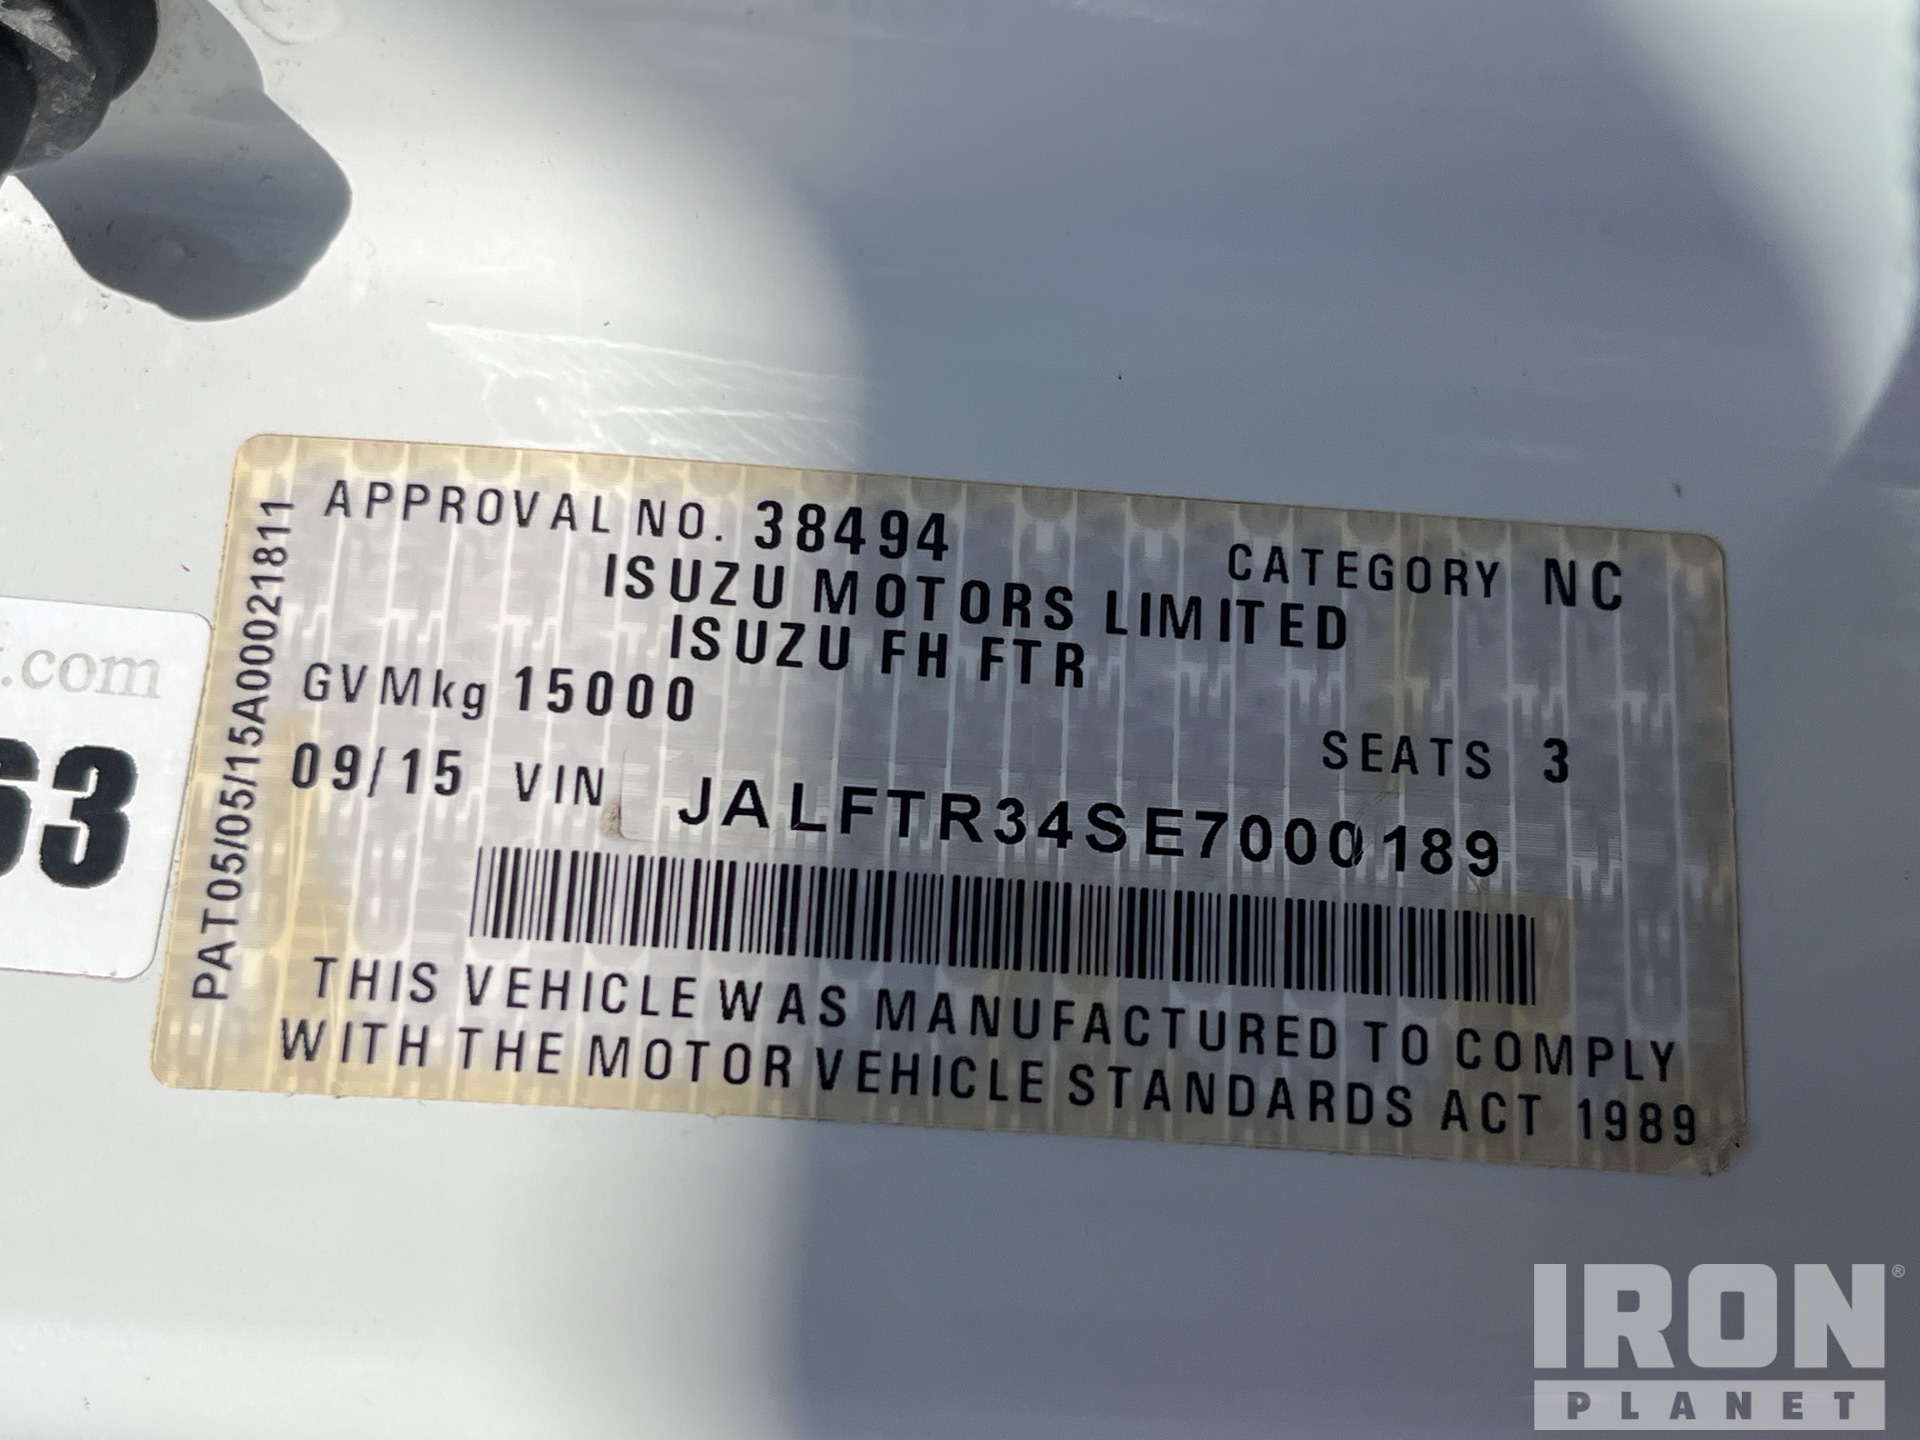 APPROVAL NO. 38494 CATEGORY NC
ISUZU MOTORS LIMITED
ISUZU FH FTR
GVMkg 15000 SEATS 3
09/15 VIN JALFTR34SE7000189
THIS VEHICLE WAS MANUFACTURED TO COMPLY
WITH THE MOTOR VEHICLE STANDARDS ACT 1989
PAT05/05/15A00021811
.com
63
IRON®
PLANET